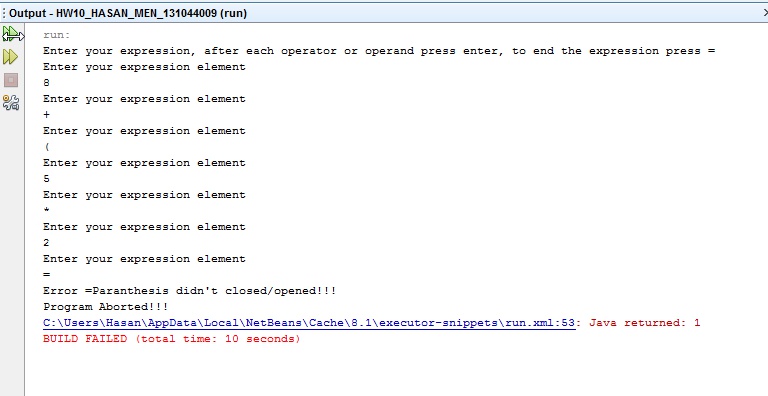 Output - HW10_HASAN_MEN_131044009 (run)
run:
Enter your expression, after each operator or operand press enter, to end the expression press =
Enter your expression element
8
Enter your expression element
+
Enter your expression element
(
Enter your expression element
5
Enter your expression element
*
Enter your expression element
2
Enter your expression element
=
Error =Paranthesis didn't closed/opened!!!
Program Aborted!!!
C:\Users\Hasan\AppData\Local\NetBeans\Cache\8.1\executor-snippets\run.xml:53: Java returned: 1
BUILD FAILED (total time: 10 seconds)